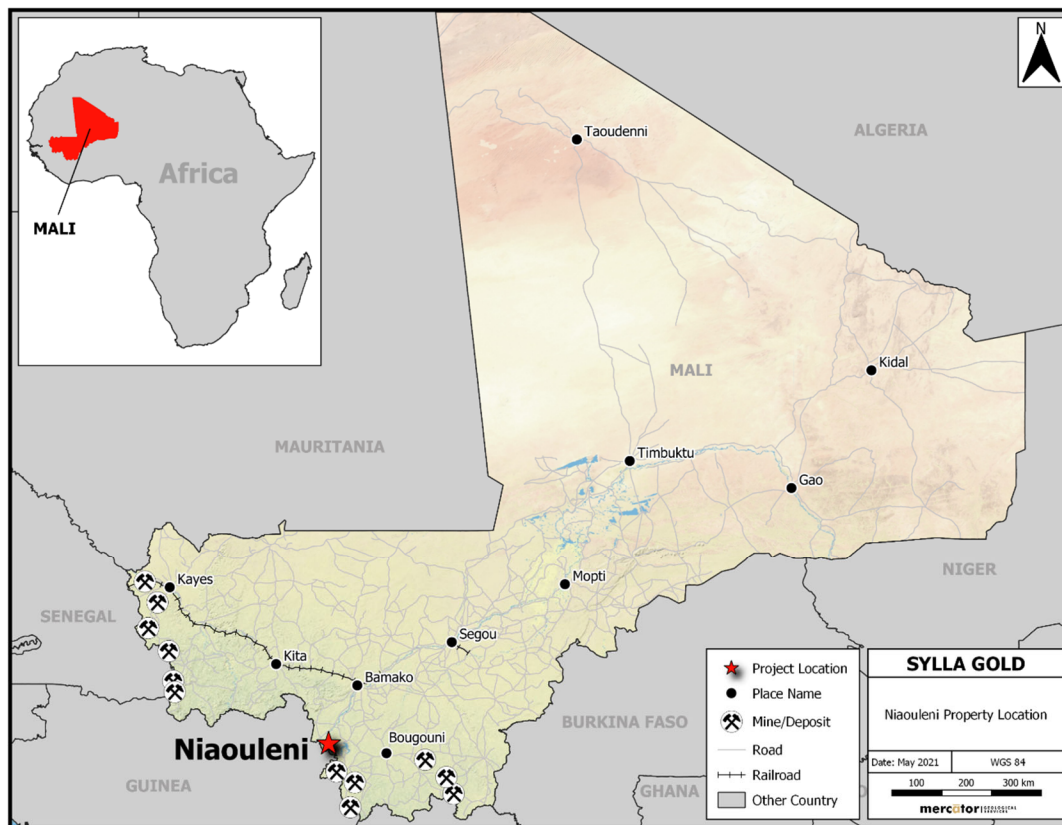 N
ALGERIA
Africa
MALI
Taoudenni
MALI
Kidal
MAURITANIA
Timbuktu
Gao
NIGER
Mopti
Kayes
SENEGAL
Segou
Kita
Bamako
BURKINA FASO
Niaouleni
Bougouni
GUINEA
GHANA
Project Location
Place Name
Mine/Deposit
Road
Railroad
Other Country
SYLLA GOLD
Niaouleni Property Location
Date: May 2021
WGS 84
100 200 300 km
mercator GEOLOGICAL
SERVICES